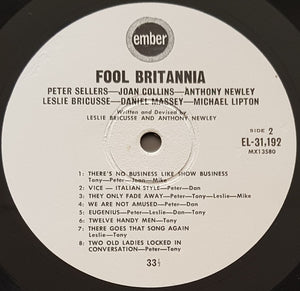 ember
FOOL BRITANNIA
PETER SELLERS—JOAN COLLINS—ANTHONY NEWLEY
LESLIE BRICUSSE—DANIEL MASSEY—MICHAEL LIPTON
Written and Devised by
LESLIE BRICUSSE AND ANTHONY NEWLEY
SIDE 2
EL-31,192
MX13580
1: THERE'S NO BUSINESS LIKE SHOW BUSINESS
Tony—Peter—Joan—Mike
2: VICE — ITALIAN STYLE—Peter—Dan
3: THEY ONLY FADE AWAY—Peter—Tony—Leslie—Mike
4: WE ARE NOT AMUSED—Peter—Dan
5: EUGENIUS—Peter—Leslie—Dan—Tony
6: TWELVE HANDY MEN—Tony
7: THERE GOES THAT SONG AGAIN
Leslie—Tony
8: TWO OLD LADIES LOCKED IN
CONVERSATION—Peter—Tony
33⅓